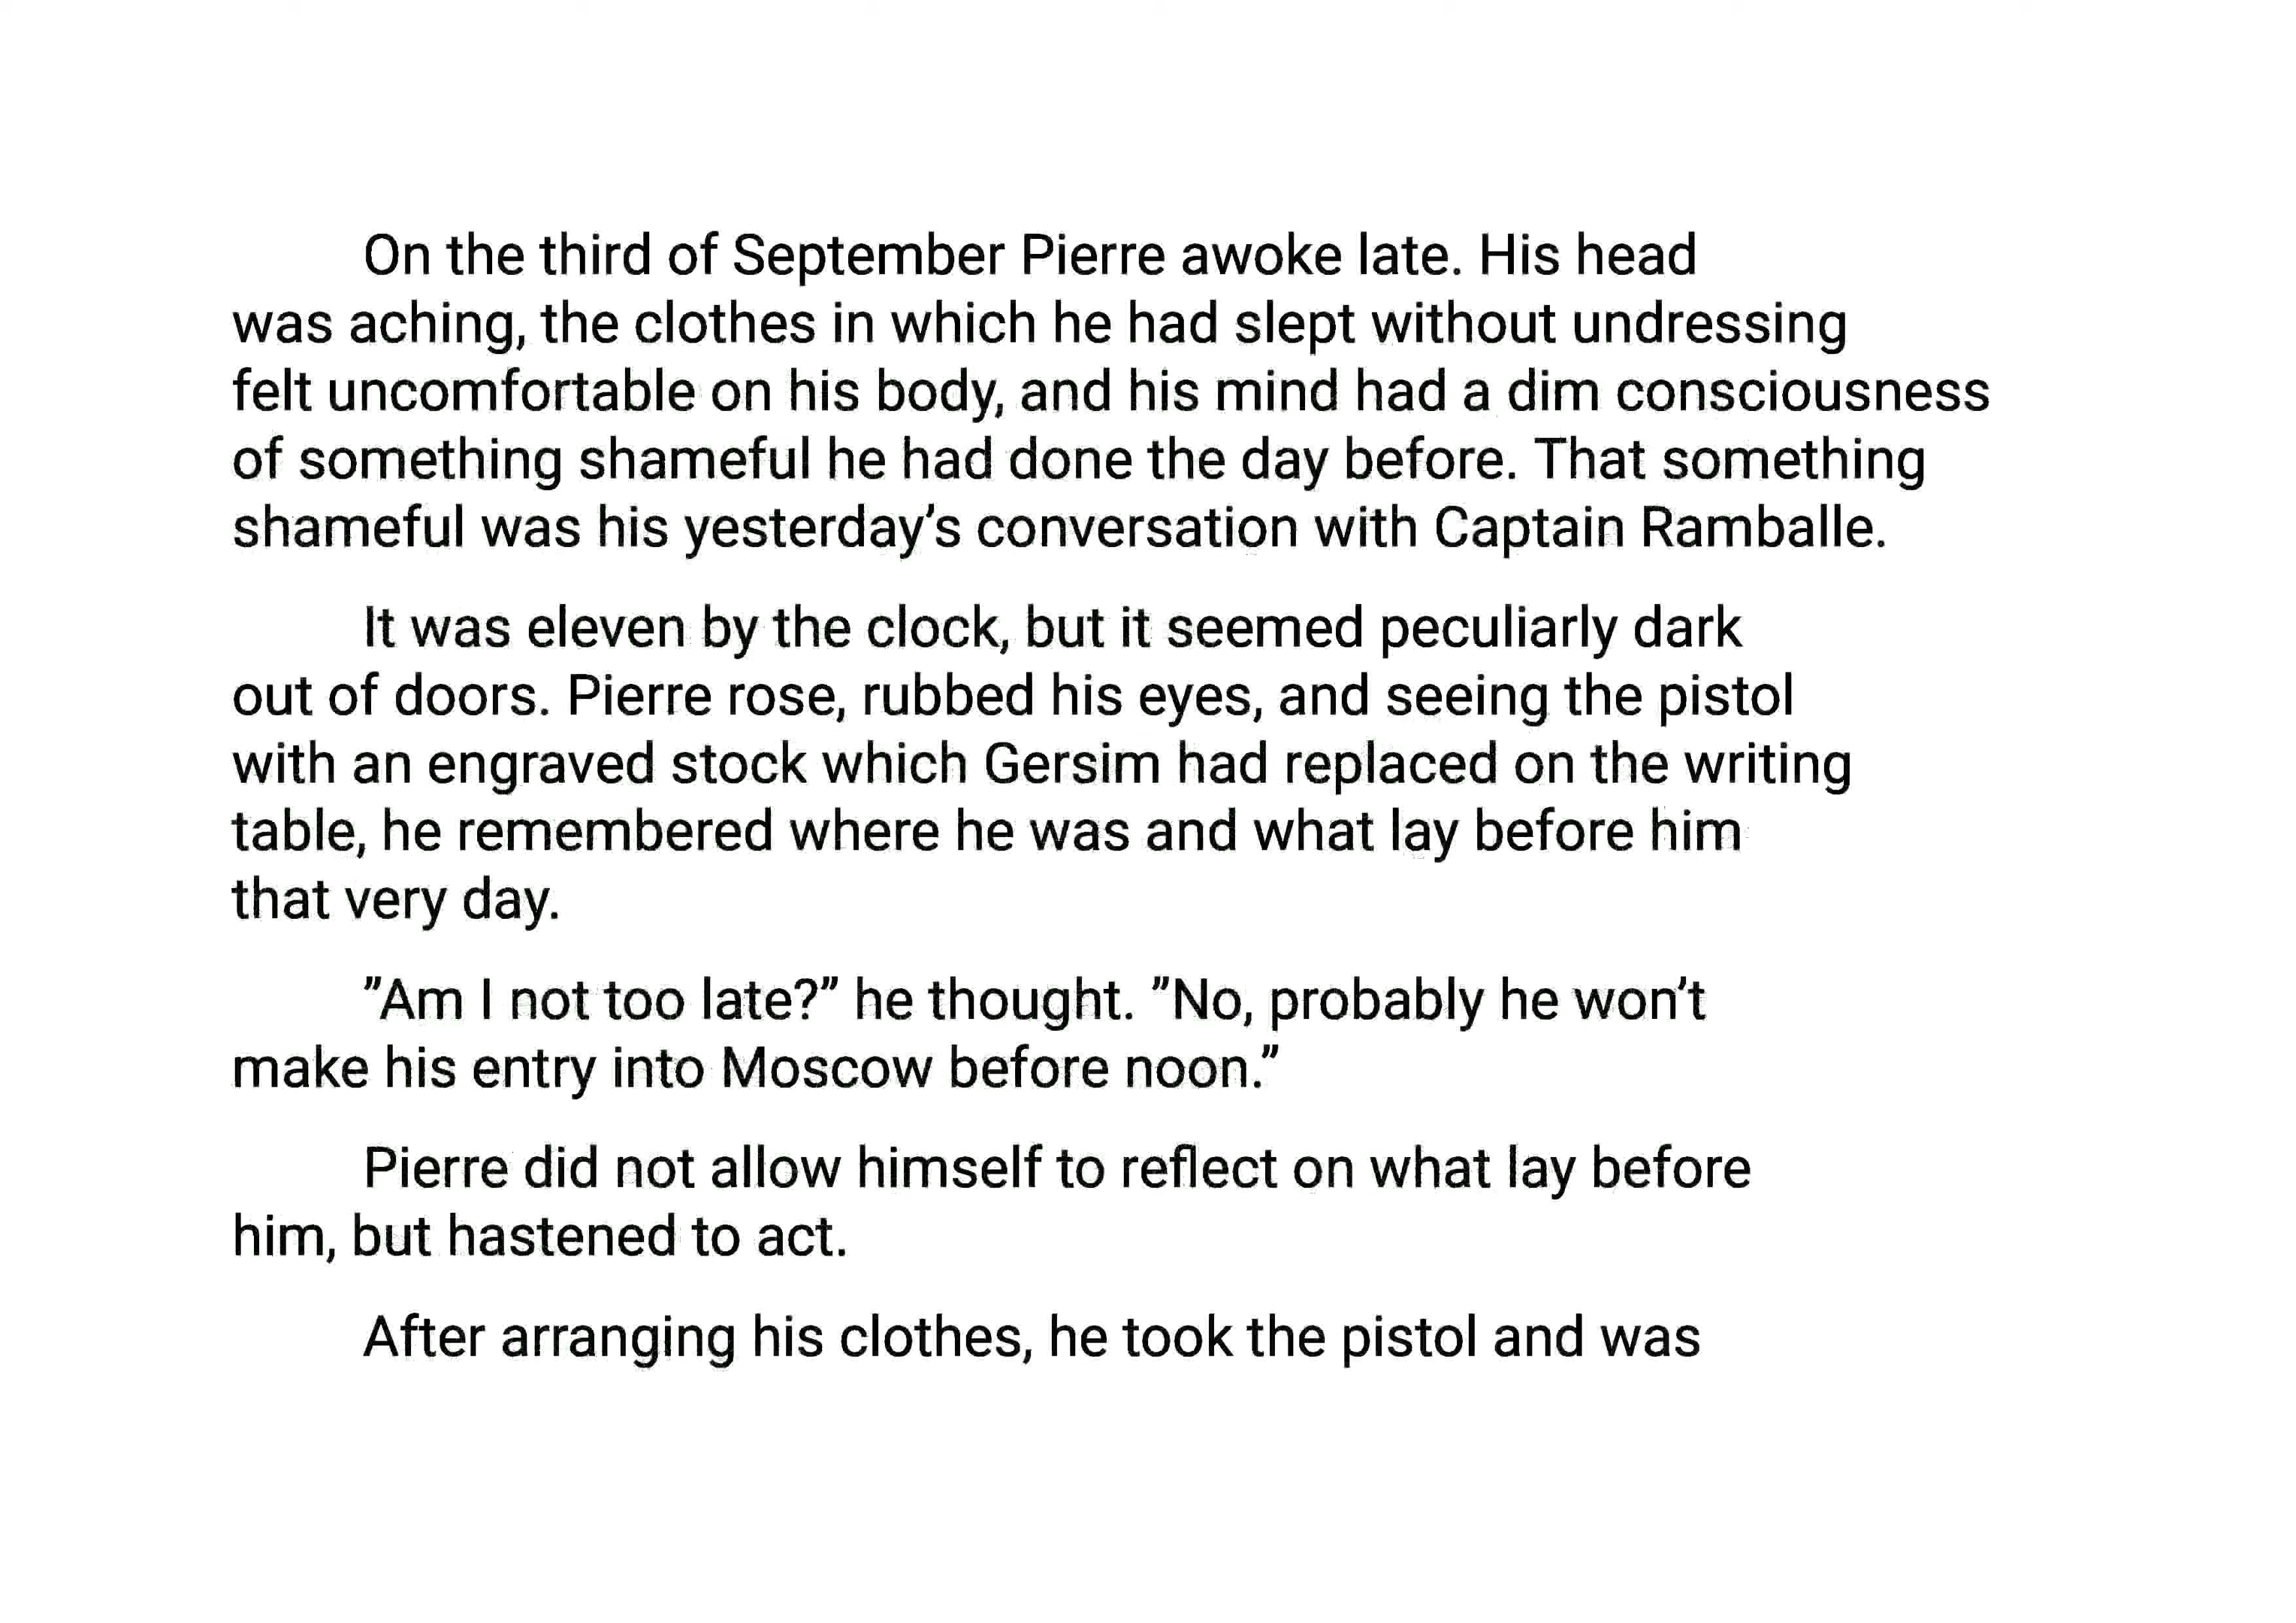 On the third of September Pierre awoke late. His head
was aching, the clothes in which he had slept without undressing
felt uncomfortable on his body, and his mind had a dim consciousness
of something shameful he had done the day before. That something
shameful was his yesterday’s conversation with Captain Ramballe.
It was eleven by the clock, but it seemed peculiarly dark
out of doors. Pierre rose, rubbed his eyes, and seeing the pistol
with an engraved stock which Gersim had replaced on the writing
table, he remembered where he was and what lay before him
that very day.
”Am I not too late?” he thought. ”No, probably he won’t
make his entry into Moscow before noon.”
Pierre did not allow himself to reflect on what lay before
him, but hastened to act.
After arranging his clothes, he took the pistol and was